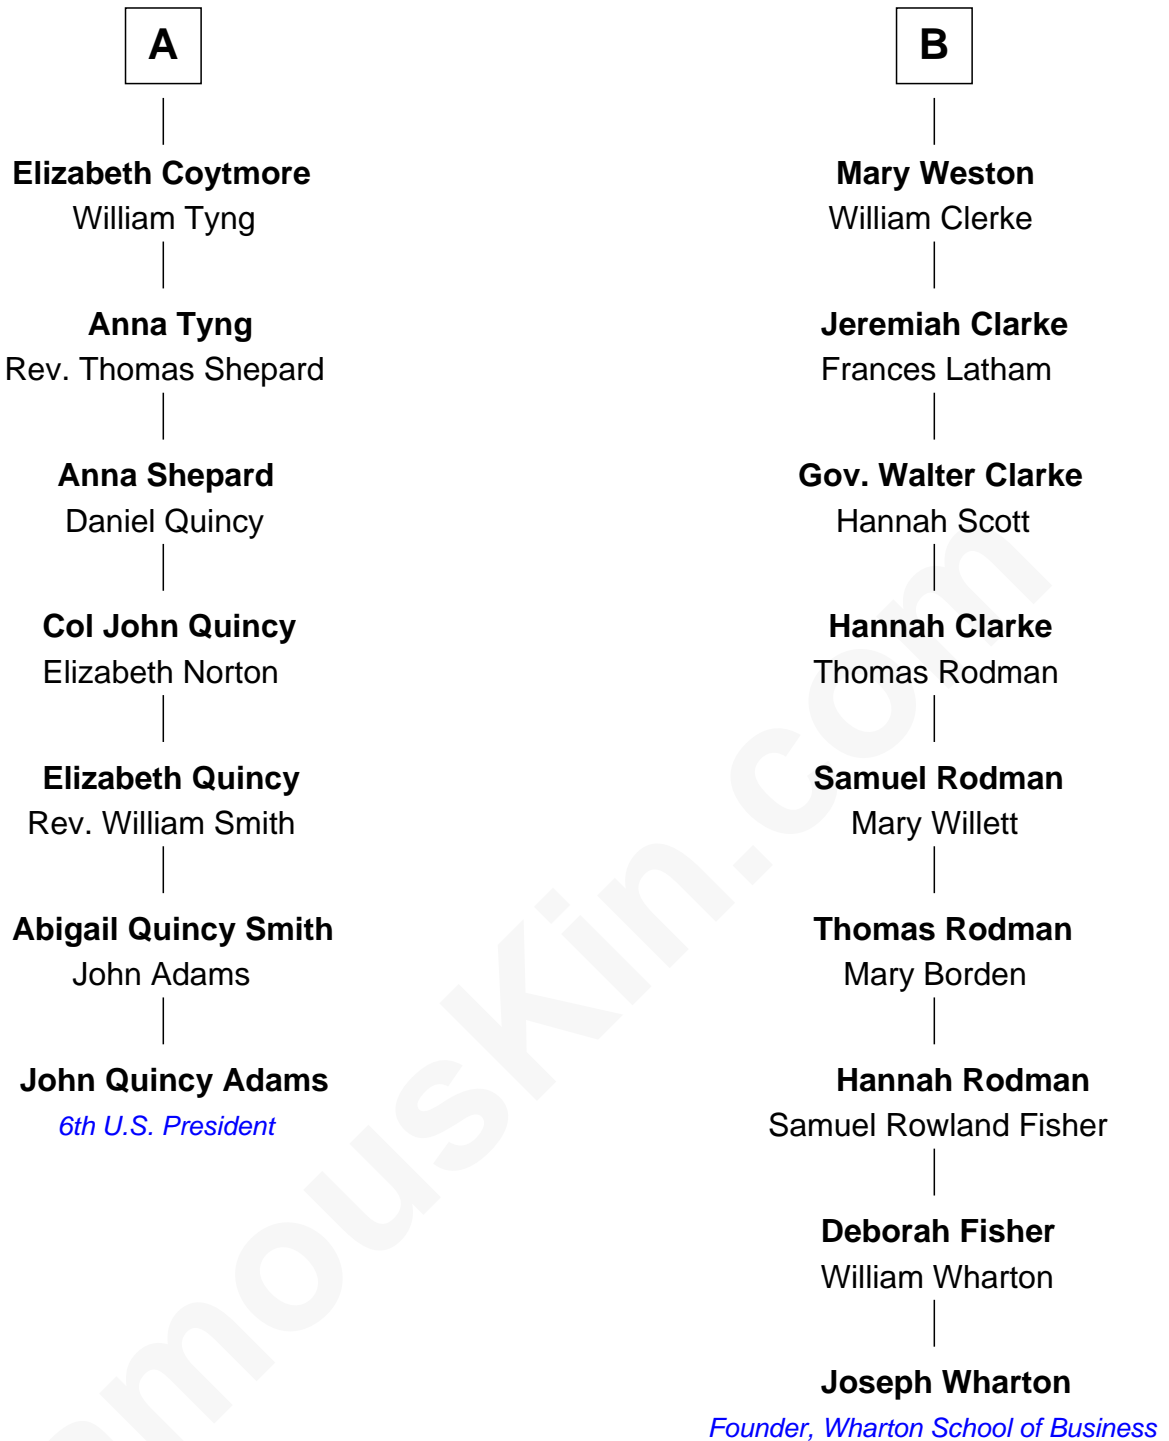 A
Elizabeth Coytmore
William Tyng
Anna Tyng
Rev. Thomas Shepard
Anna Shepard
Daniel Quincy
Col John Quincy
Elizabeth Norton
Elizabeth Quincy
Rev. William Smith
Abigail Quincy Smith
John Adams
John Quincy Adams
6th U.S. President
B
Mary Weston
William Clerke
Jeremiah Clarke
Frances Latham
Gov. Walter Clarke
Hannah Scott
Hannah Clarke
Thomas Rodman
Samuel Rodman
Mary Willett
Thomas Rodman
Mary Borden
Hannah Rodman
Samuel Rowland Fisher
Deborah Fisher
William Wharton
Joseph Wharton
Founder, Wharton School of Business
amouskin.com